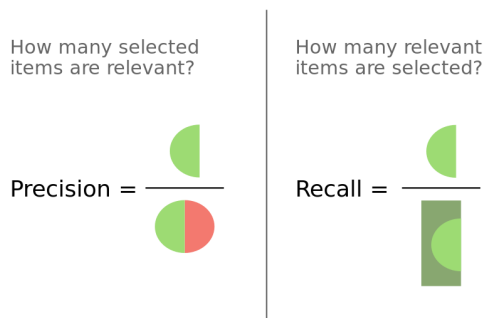 How many selected
items are relevant?
Precision =
How many relevant
items are selected?
Recall =